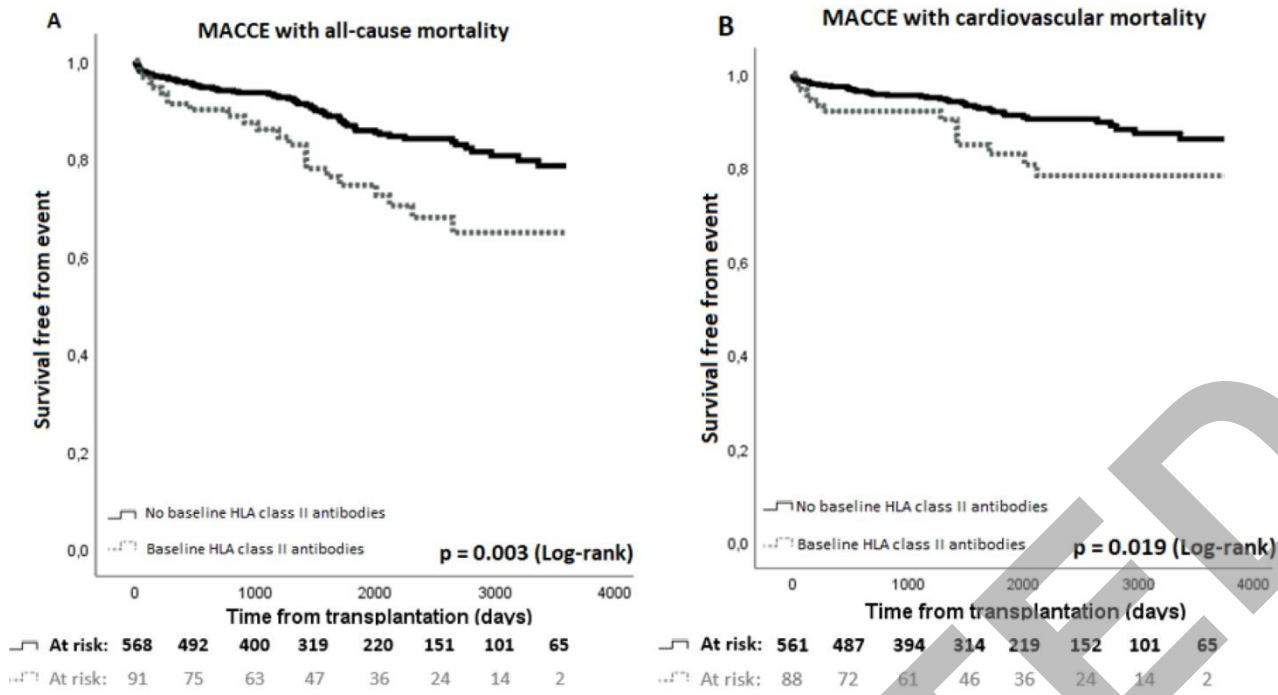 A
MACCE with all-cause mortality
Survival free from event
1,0
0,8
0,6
0,4
0,2
0,0
No baseline HLA class II antibodies
Baseline HLA class II antibodies
p = 0.003 (Log-rank)
0 1000 2000 3000 4000
Time from transplantation (days)
At risk: 568 492 400 319 220 151 101 65
At risk: 91 75 63 47 36 24 14 2
B
MACCE with cardiovascular mortality
Survival free from event
1,0
0,8
0,6
0,4
0,2
0,0
No baseline HLA class II antibodies
Baseline HLA class II antibodies
p = 0.019 (Log-rank)
0 1000 2000 3000 4000
Time from transplantation (days)
At risk: 561 487 394 314 219 152 101 65
At risk: 88 72 61 46 36 24 14 2